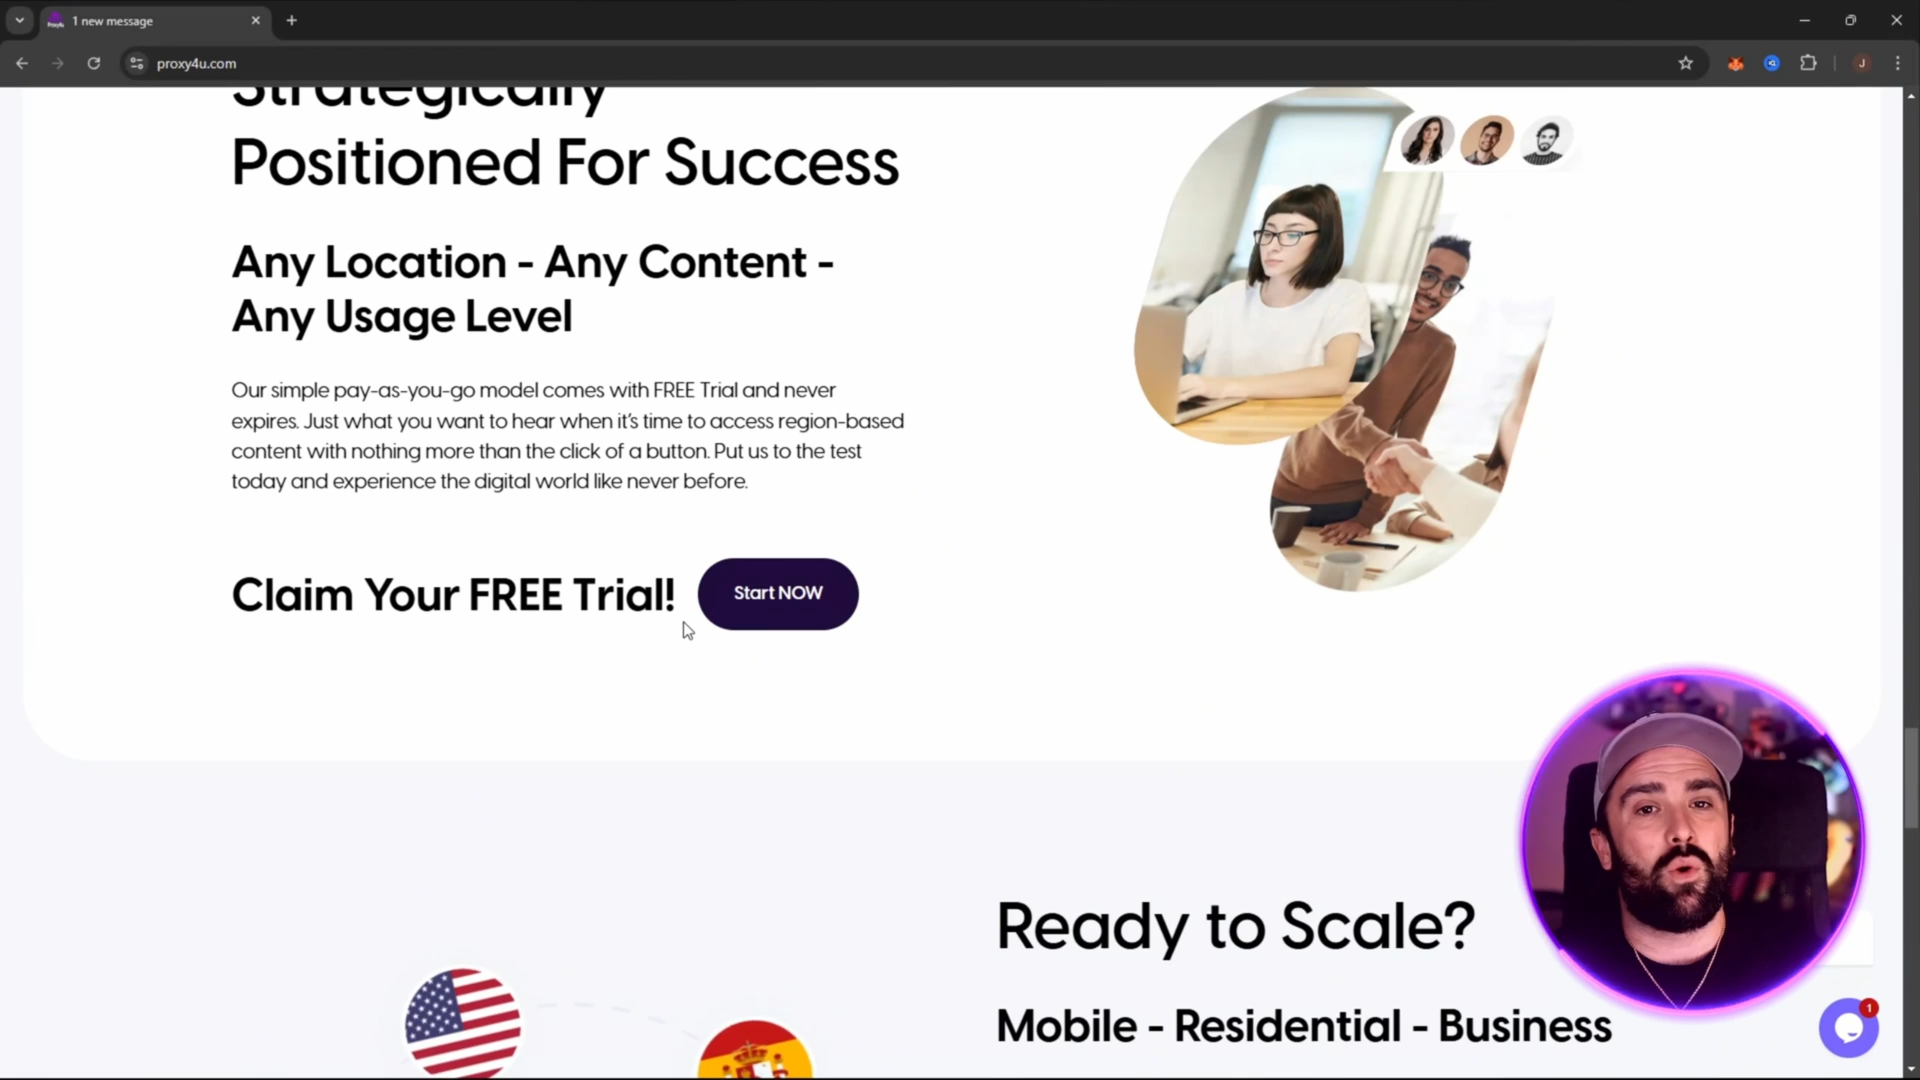 1 new message
proxy4u.com
J
Strategically
Positioned For Success
Any Location - Any Content -
Any Usage Level
Our simple pay-as-you-go model comes with FREE Trial and never
expires. Just what you want to hear when it's time to access region-based
content with nothing more than the click of a button. Put us to the test
today and experience the digital world like never before.
Claim Your FREE Trial!
Start NOW
Ready to Scale?
Mobile - Residential - Business
1